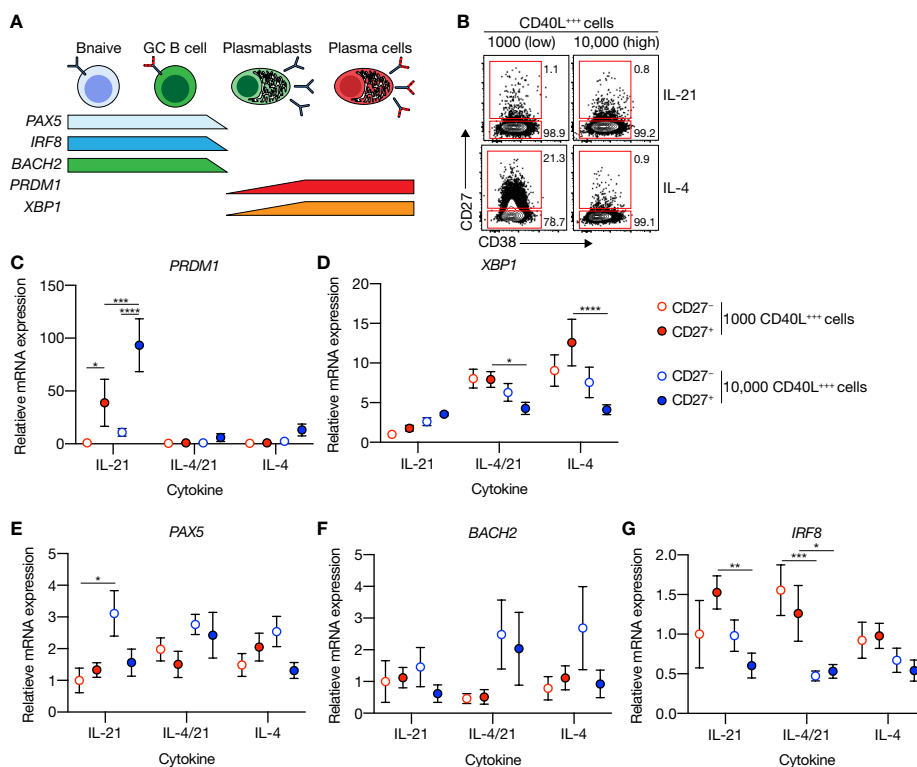 A
Bnaive GC B cell Plasmablasts Plasma cells
PAX5
IRF8
BACH2
PRDM1
XBP1
B
CD40L+++ cells
1000 (low) 10,000 (high)
1.1 0.8
IL-21
98.9 99.2
21.3 0.9
IL-4
78.7 99.1
CD27
CD38
C
PRDM1
Relatieve mRNA expression
150
100
50
0
***
****
*
IL-21 IL-4/21 IL-4
Cytokine
D
XBP1
Relatieve mRNA expression
20
15
10
5
0
****
*
IL-21 IL-4/21 IL-4
Cytokine
CD27⁻
CD27⁺
1000 CD40L+++ cells
CD27⁻
CD27⁺
10,000 CD40L+++ cells
E
PAX5
Relatieve mRNA expression
5
4
3
2
1
0
*
IL-21 IL-4/21 IL-4
Cytokine
F
BACH2
Relatieve mRNA expression
5
4
3
2
1
0
IL-21 IL-4/21 IL-4
Cytokine
G
IRF8
Relatieve mRNA expression
2.0
1.5
1.0
0.5
0.0
*
***
**
IL-21 IL-4/21 IL-4
Cytokine